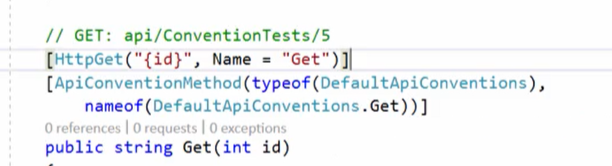 // GET: api/ConventionTests/5
[HttpGet("{id}", Name = "Get")]
[ApiConventionMethod(typeof(DefaultApiConventions),
nameof(DefaultApiConventions.Get))]
0 references | 0 requests | 0 exceptions
public string Get(int id)